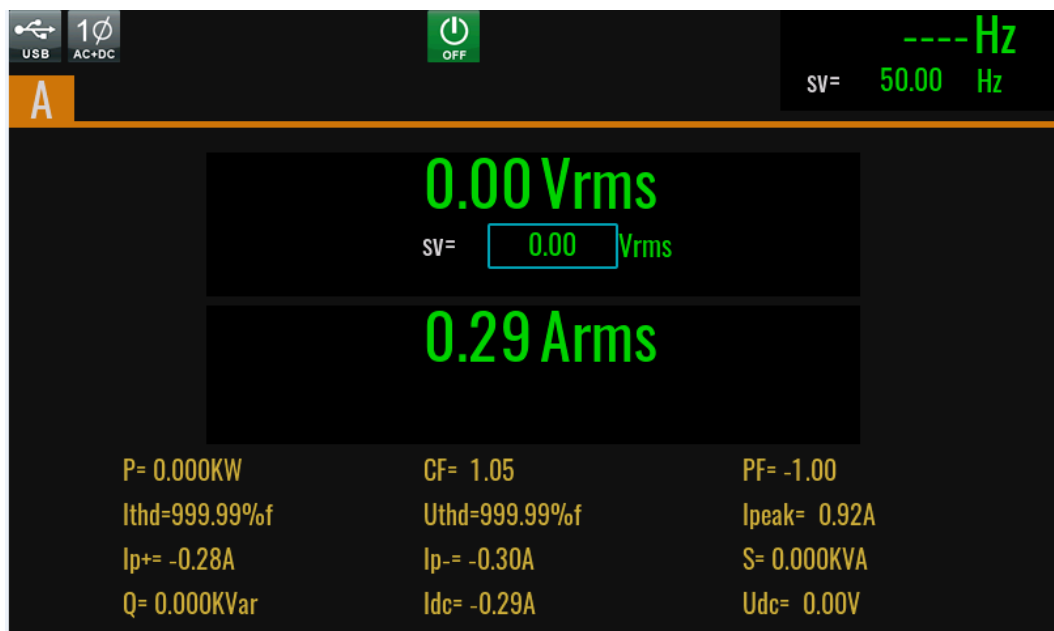 USB
1Ø
AC+DC
OFF
---- Hz
SV= 50.00 Hz
A
0.00 Vrms
SV= 0.00 Vrms
0.29 Arms
P= 0.000KW CF= 1.05 PF= -1.00
Ithd=999.99%f Uthd=999.99%f Ipeak= 0.92A
Ip+= -0.28A Ip-= -0.30A S= 0.000KVA
Q= 0.000KVar Idc= -0.29A Udc= 0.00V